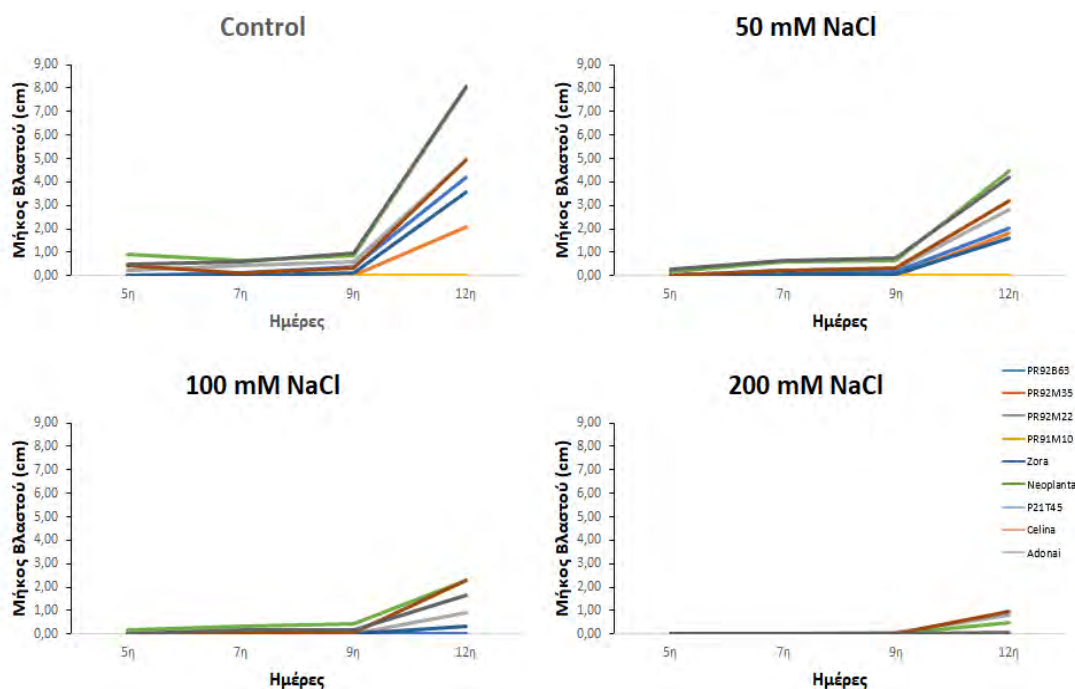 Control
Μήκος Βλαστού (cm)
9,00
8,00
7,00
6,00
5,00
4,00
3,00
2,00
1,00
0,00
5η 7η 9η 12η
Ημέρες
50 mM NaCl
Μήκος Βλαστού (cm)
9,00
8,00
7,00
6,00
5,00
4,00
3,00
2,00
1,00
0,00
5η 7η 9η 12η
Ημέρες
100 mM NaCl
Μήκος Βλαστού (cm)
9,00
8,00
7,00
6,00
5,00
4,00
3,00
2,00
1,00
0,00
5η 7η 9η 12η
Ημέρες
200 mM NaCl
Μήκος Βλαστού (cm)
9,00
8,00
7,00
6,00
5,00
4,00
3,00
2,00
1,00
0,00
5η 7η 9η 12η
Ημέρες
PR92B63
PR92M35
PR92M22
PR91M10
Zora
Neoplanta
P21T45
Celina
Adonai